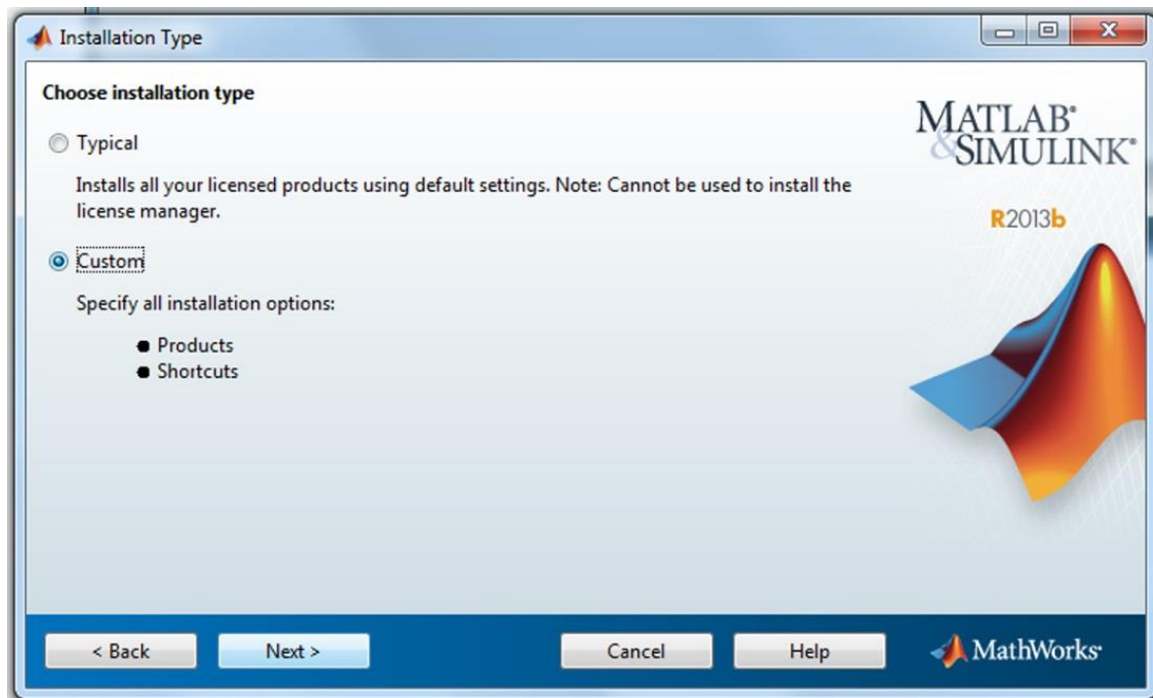 Installation Type
Choose installation type
Typical
Installs all your licensed products using default settings. Note: Cannot be used to install the
license manager.
Custom
Specify all installation options:
Products
Shortcuts
MATLAB®
&SIMULINK®
R2013b
< Back
Next >
Cancel
Help
MathWorks®